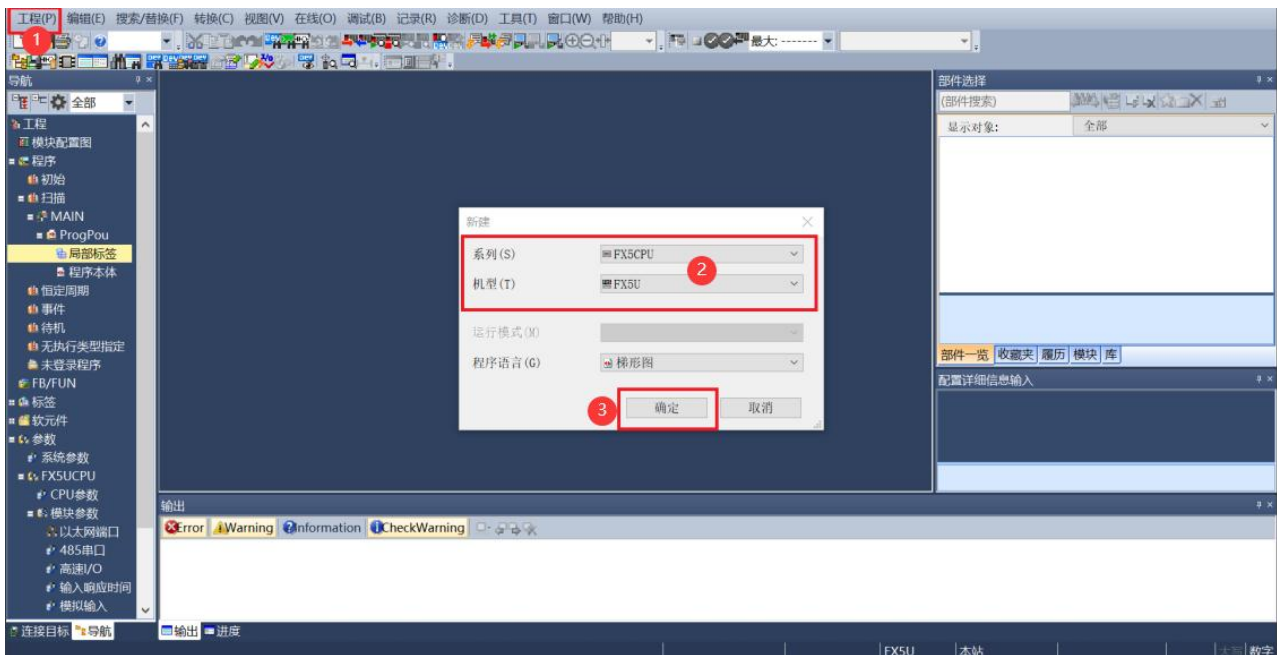 工程(P) 编辑(E) 搜索/替换(F) 转换(C) 视图(V) 在线(O) 调试(B) 记录(R) 诊断(D) 工具(T) 窗口(W) 帮助(H)
1
最大: -------
导航
全部
工程
模块配置图
程序
初始
扫描
MAIN
ProgPou
局部标签
程序本体
恒定周期
事件
待机
无执行类型指定
未登录程序
FB/FUN
标签
软元件
参数
系统参数
FX5UCPU
CPU参数
模块参数
以太网端口
485串口
高速I/O
输入响应时间
模拟输入
连接目标 导航
新建
系列(S) FX5CPU
2
机型(T) FX5U
运行模式(M)
程序语言(G) 梯形图
3 确定 取消
部件选择
(部件搜索)
显示对象: 全部
部件一览 收藏夹 履历 模块 库
配置详细信息输入
输出
Error Warning Information CheckWarning
输出 进度
FX5U 本站 大写 数字